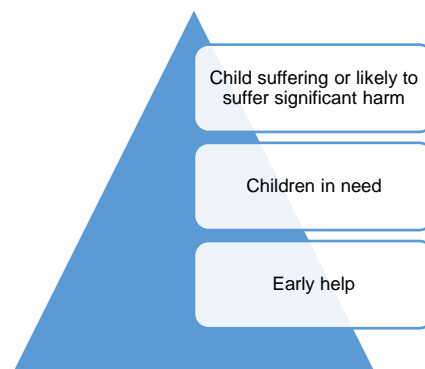 Child suffering or likely to
suffer significant harm
Children in need
Early help